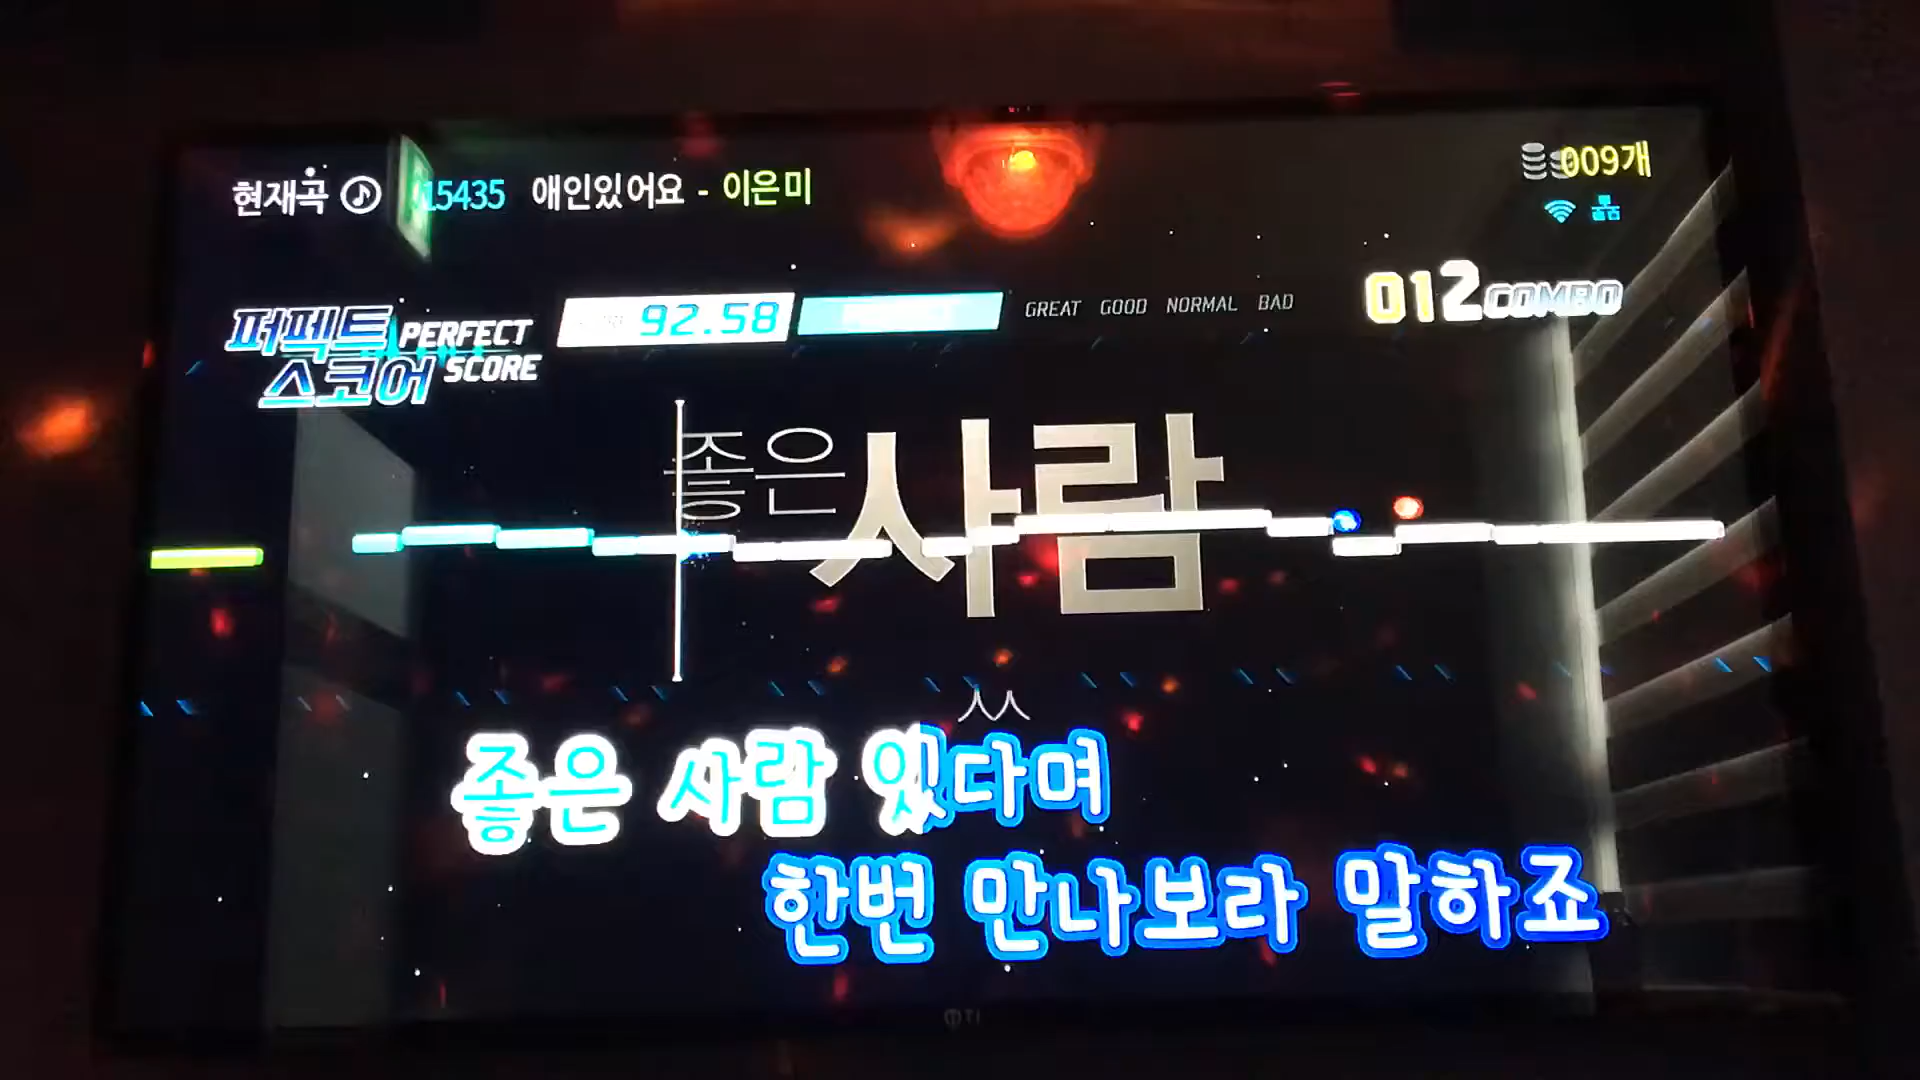 현재곡 15435 애인있어요 - 이은미
009개
퍼펙트 스코어 PERFECT SCORE
92.58
GREAT GOOD NORMAL BAD
012 COMBO
좋은 사람
ㅆ
좋은 사람 있다며
한번 만나보라 말하죠